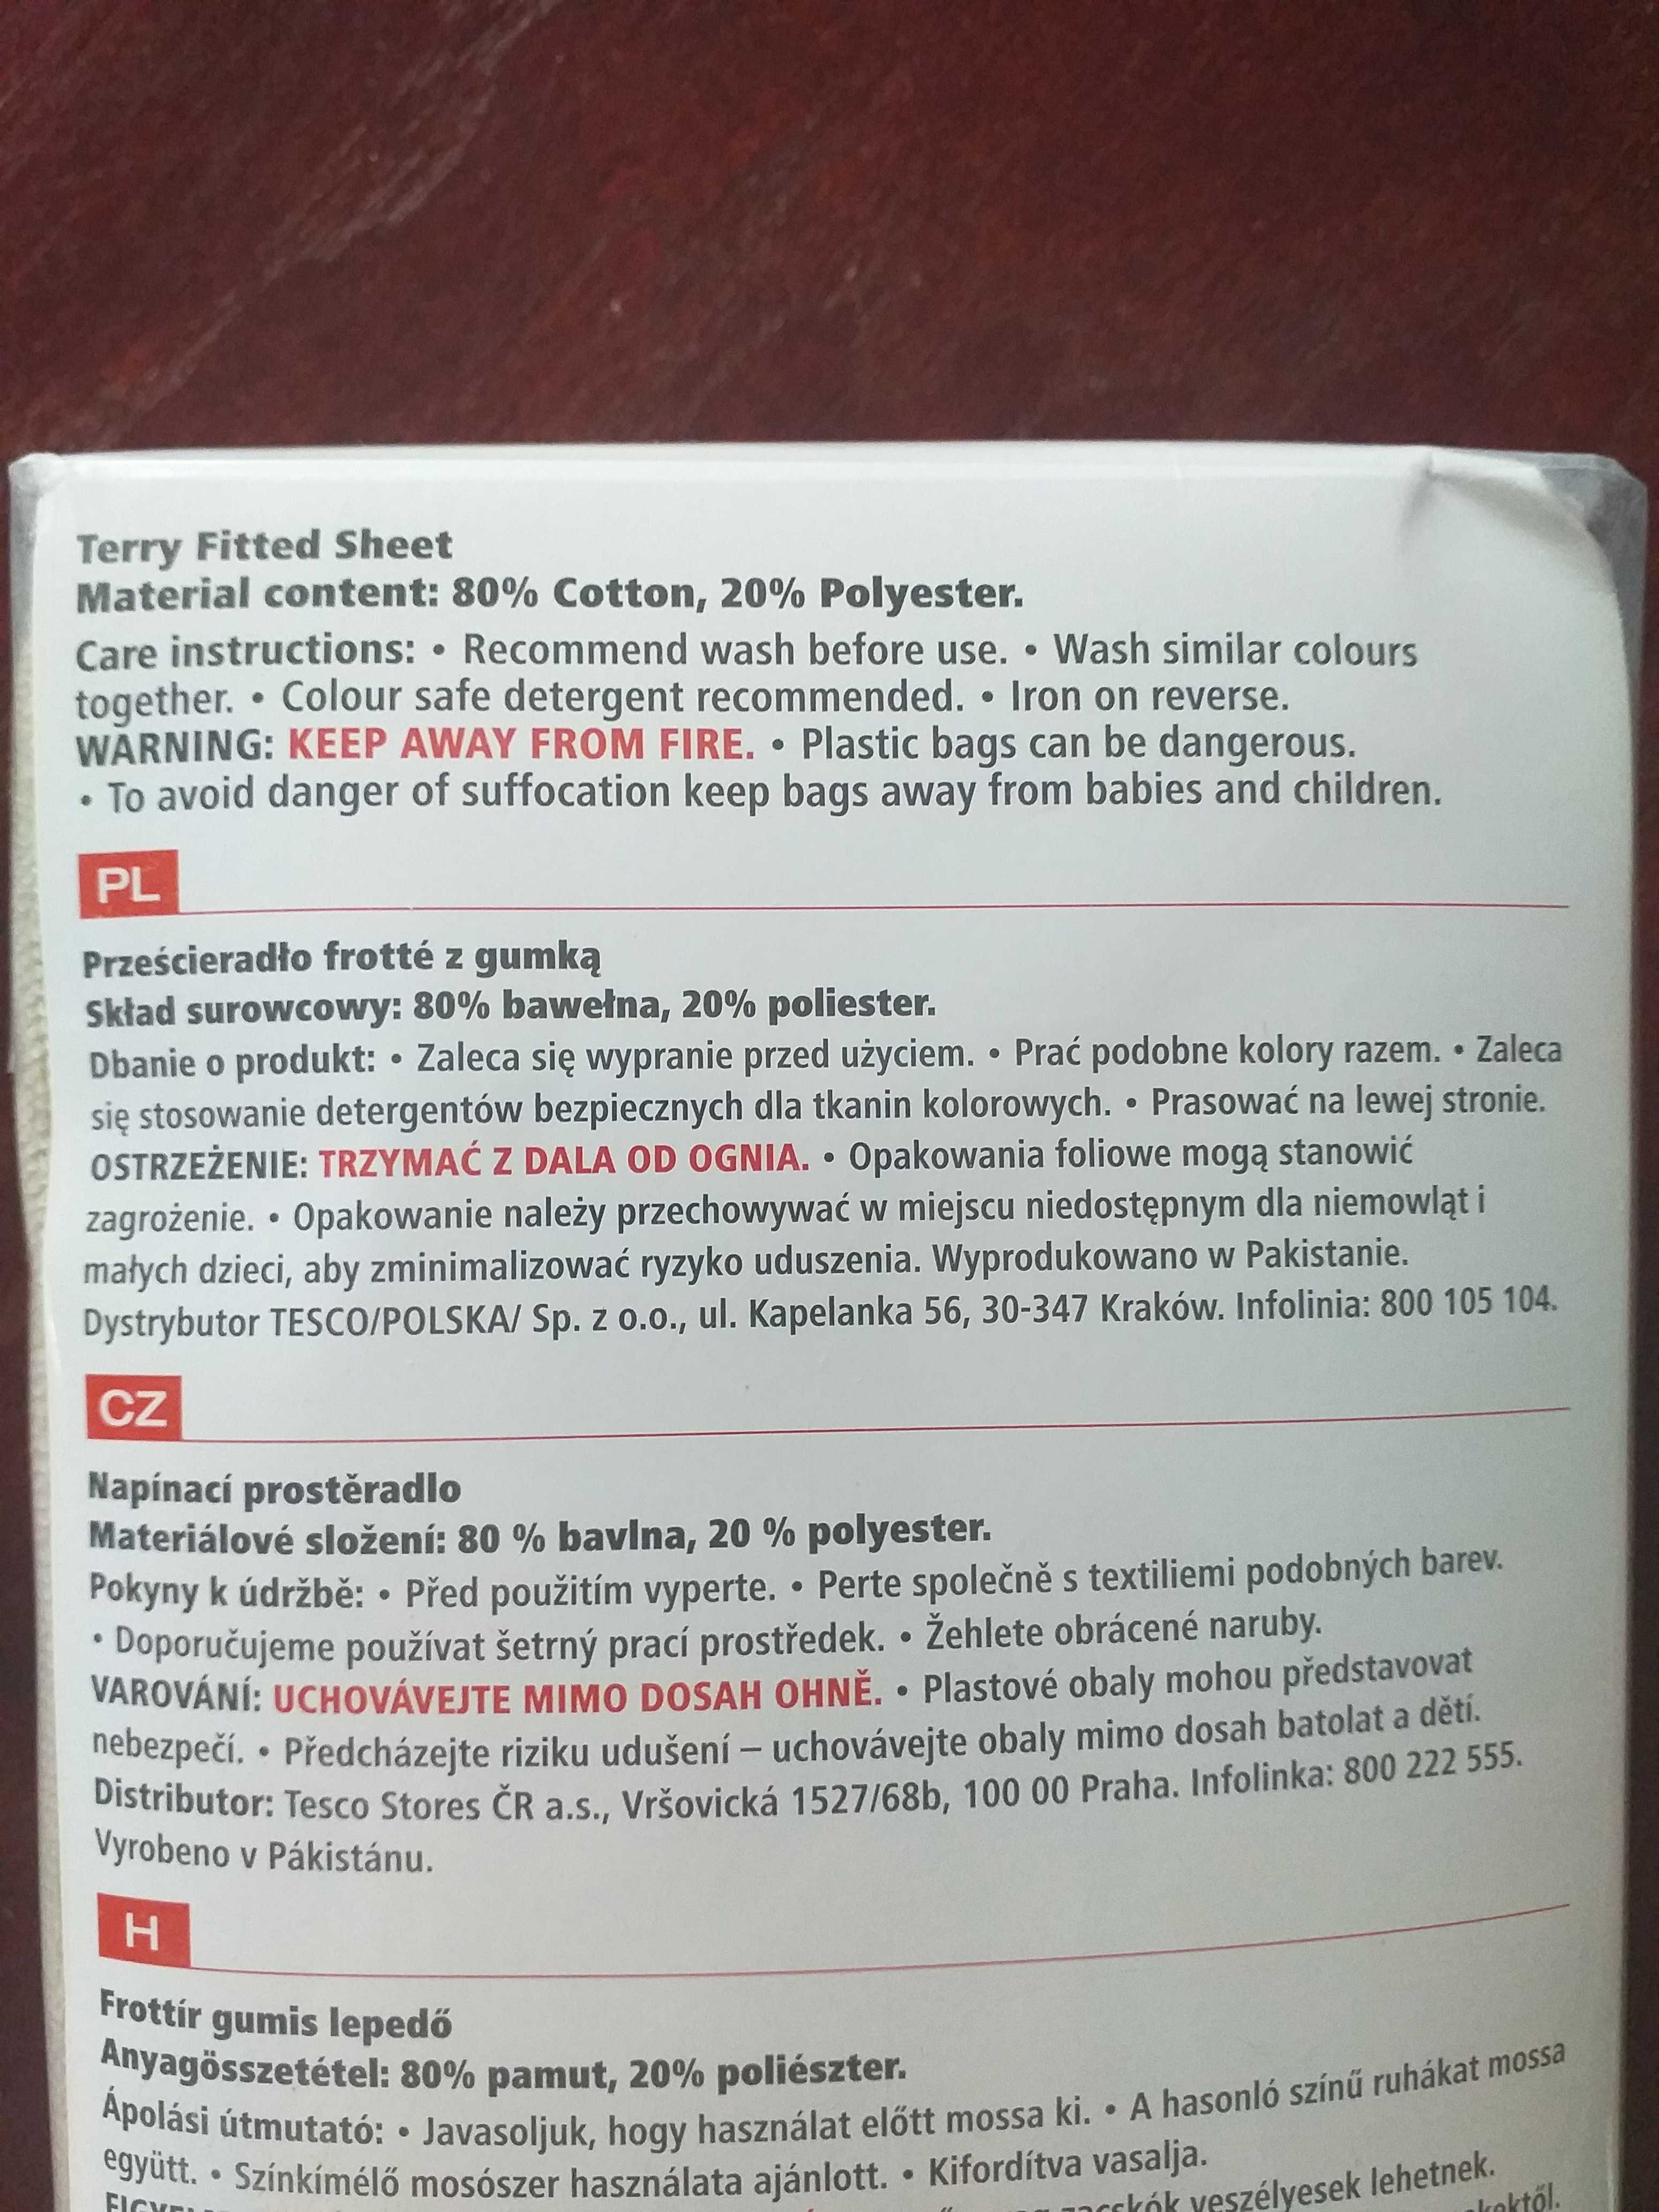 Terry Fitted Sheet
Material content: 80% Cotton, 20% Polyester.
Care instructions: • Recommend wash before use. • Wash similar colours
together. • Colour safe detergent recommended. • Iron on reverse.
WARNING: KEEP AWAY FROM FIRE. • Plastic bags can be dangerous.
• To avoid danger of suffocation keep bags away from babies and children.
PL
Prześcieradło frotté z gumką
Skład surowcowy: 80% bawełna, 20% poliester.
Dbanie o produkt: • Zaleca się wypranie przed użyciem. • Prać podobne kolory razem. • Zaleca
się stosowanie detergentów bezpiecznych dla tkanin kolorowych. • Prasować na lewej stronie.
OSTRZEŻENIE: TRZYMAĆ Z DALA OD OGNIA. • Opakowania foliowe mogą stanowić
zagrożenie. • Opakowanie należy przechowywać w miejscu niedostępnym dla niemowląt i
małych dzieci, aby zminimalizować ryzyko uduszenia. Wyprodukowano w Pakistanie.
Dystrybutor TESCO/POLSKA/ Sp. z o.o., ul. Kapelanka 56, 30-347 Kraków. Infolinia: 800 105 104.
CZ
Napínací prostěradlo
Materiálové složení: 80 % bavlna, 20 % polyester.
Pokyny k údržbě: • Před použitím vyperte. • Perte společně s textiliemi podobných barev.
• Doporučujeme používat šetrný prací prostředek. • Žehlete obrácené naruby.
VAROVÁNÍ: UCHOVÁVEJTE MIMO DOSAH OHNĚ. • Plastové obaly mohou představovat
nebezpečí. • Předcházejte riziku udušení – uchovávejte obaly mimo dosah batolat a dětí.
Distributor: Tesco Stores ČR a.s., Vršovická 1527/68b, 100 00 Praha. Infolinka: 800 222 555.
Vyrobeno v Pákistánu.
H
Frottír gumis lepedő
Anyagösszetétel: 80% pamut, 20% poliészter.
Ápolási útmutató: • Javasoljuk, hogy használat előtt mossa ki. • A hasonló színű ruhákat mossa
együtt. • Színkímélő mosószer használata ajánlott. • Kifordítva vasalja.
veszélyesek lehetnek.